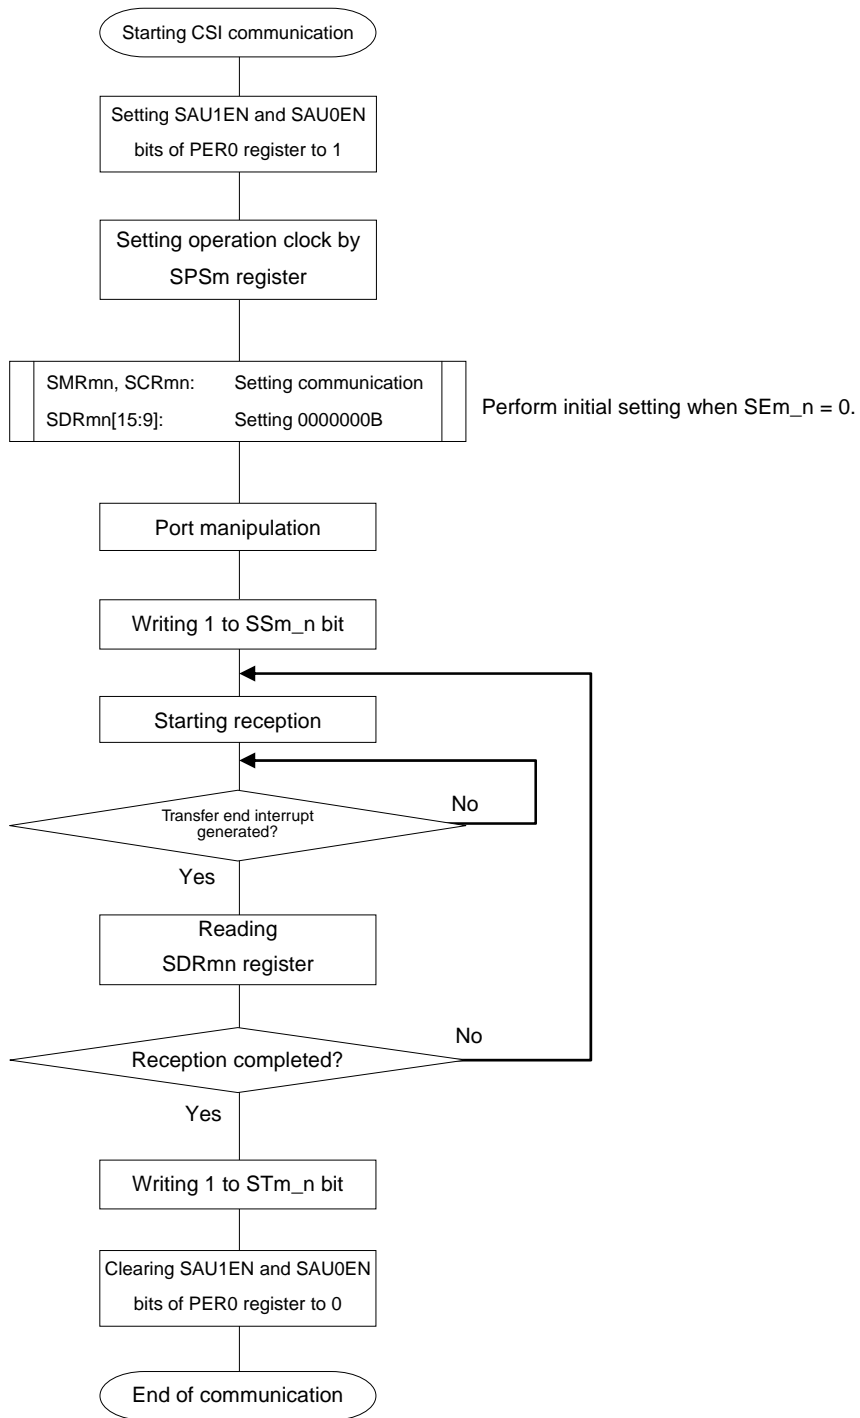 Starting CSI communication
Setting SAU1EN and SAU0EN
bits of PER0 register to 1
Setting operation clock by
SPSm register
SMRmn, SCRmn: Setting communication
SDRmn[15:9]: Setting 0000000B
Perform initial setting when SEm_n = 0.
Port manipulation
Writing 1 to SSm_n bit
Starting reception
Transfer end interrupt
generated?
No
Yes
Reading
SDRmn register
Reception completed?
No
Yes
Writing 1 to STm_n bit
Clearing SAU1EN and SAU0EN
bits of PER0 register to 0
End of communication